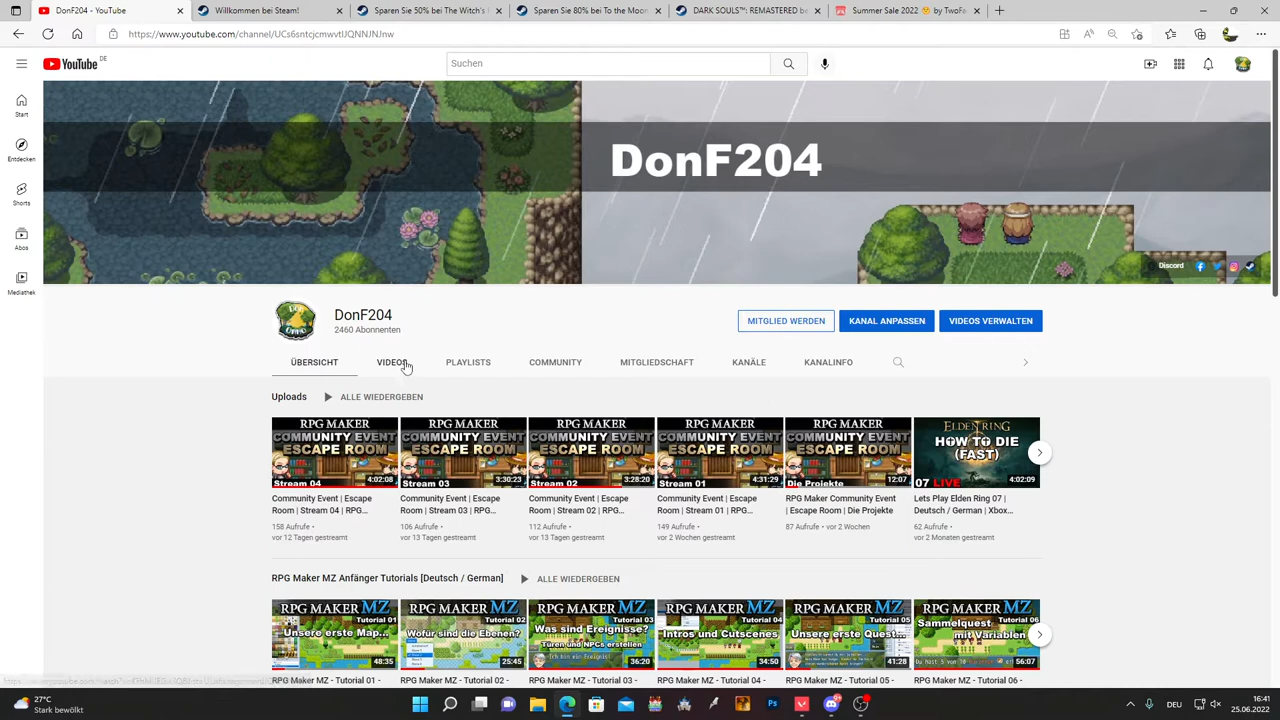 DonF204 - YouTube
Willkommen bei Steam!
Sparen Sie 50% bei The Witch's
Sparen Sie 80% bei To the Moon
DARK SOULS™: REMASTERED be
Summer Sale 2022 by TwoFa
https://www.youtube.com/channel/UCs6sntcjcmwvtlJQNNJNJnw
YouTube DE
Suchen
Start
Entdecken
Shorts
Abos
Mediathek
DonF204
Discord
DonF204
2460 Abonnenten
MITGLIED WERDEN
KANAL ANPASSEN
VIDEOS VERWALTEN
ÜBERSICHT
VIDEOS
PLAYLISTS
COMMUNITY
MITGLIEDSCHAFT
KANÄLE
KANALINFO
Uploads
ALLE WIEDERGEBEN
RPG MAKER
COMMUNITY EVENT
ESCAPE ROOM
Stream 04
4:02:08
RPG MAKER
COMMUNITY EVENT
ESCAPE ROOM
Stream 03
3:30:23
RPG MAKER
COMMUNITY EVENT
ESCAPE ROOM
Stream 02
3:28:20
RPG MAKER
COMMUNITY EVENT
ESCAPE ROOM
Stream 01
4:31:29
RPG MAKER
COMMUNITY EVENT
ESCAPE ROOM
Die Projekte
12:07
ELDEN RING
HOW TO DIE
(FAST)
07 LIVE
4:02:09
Community Event | Escape
Room | Stream 04 | RPG...
158 Aufrufe •
vor 12 Tagen gestreamt
Community Event | Escape
Room | Stream 03 | RPG...
106 Aufrufe •
vor 13 Tagen gestreamt
Community Event | Escape
Room | Stream 02 | RPG...
112 Aufrufe •
vor 13 Tagen gestreamt
Community Event | Escape
Room | Stream 01 | RPG...
149 Aufrufe •
vor 2 Wochen gestreamt
RPG Maker Community Event
| Escape Room | Die Projekte
87 Aufrufe • vor 2 Wochen
Lets Play Elden Ring 07 |
Deutsch / German | Xbox...
62 Aufrufe •
vor 2 Monaten gestreamt
RPG Maker MZ Anfänger Tutorials [Deutsch / German]
ALLE WIEDERGEBEN
RPG MAKER MZ
Tutorial 01
Unsere erste Map...
48:35
RPG MAKER MZ
Tutorial 02
Wofür sind die Ebenen?
25:45
RPG MAKER MZ
Tutorial 03
Was sind Ereignisse?
Türen und NPCs erstellen
36:20
RPG MAKER MZ
Tutorial 04
Intros und Cutscenes
34:50
RPG MAKER MZ
Tutorial 05
Unsere erste Quest...
41:28
RPG MAKER MZ
Tutorial 06
Sammelquest
mit Variablen
56:07
RPG Maker MZ - Tutorial 01 -
RPG Maker MZ - Tutorial 02 -
RPG Maker MZ - Tutorial 03 -
RPG Maker MZ - Tutorial 04 -
RPG Maker MZ - Tutorial 05 -
RPG Maker MZ - Tutorial 06 -
27°C
Stark bewölkt
DEU
16:41
25.06.2022